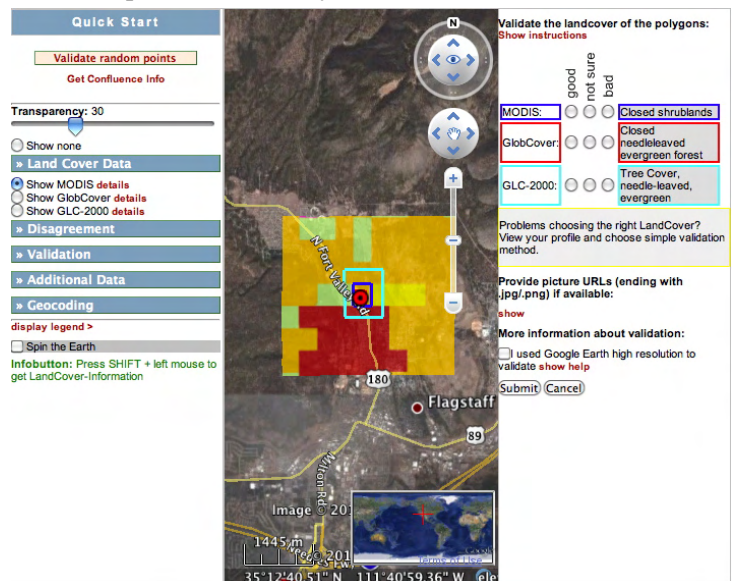 Quick Start
Validate random points
Get Confluence Info
Transparency: 30
Show none
» Land Cover Data
Show MODIS details
Show GlobCover details
Show GLC-2000 details
» Disagreement
» Validation
» Additional Data
» Geocoding
display legend >
Spin the Earth
Infobutton: Press SHIFT + left mouse to
get LandCover-Information
N
N Fort Valley Rd
180
Flagstaff
89
Milton Rd
Image © 201
1445 m
© 201
Terms of Use
35°12'40.51" N 111°40'59.36" W ele
Validate the landcover of the polygons:
Show instructions
good
not sure
bad
MODIS:
Closed shrublands
GlobCover:
Closed
needleleaved
evergreen forest
GLC-2000:
Tree Cover,
needle-leaved,
evergreen
Problems choosing the right LandCover?
View your profile and choose simple validation
method.
Provide picture URLs (ending with
.jpg/.png) if available:
show
More information about validation:
I used Google Earth high resolution to
validate show help
Submit Cancel